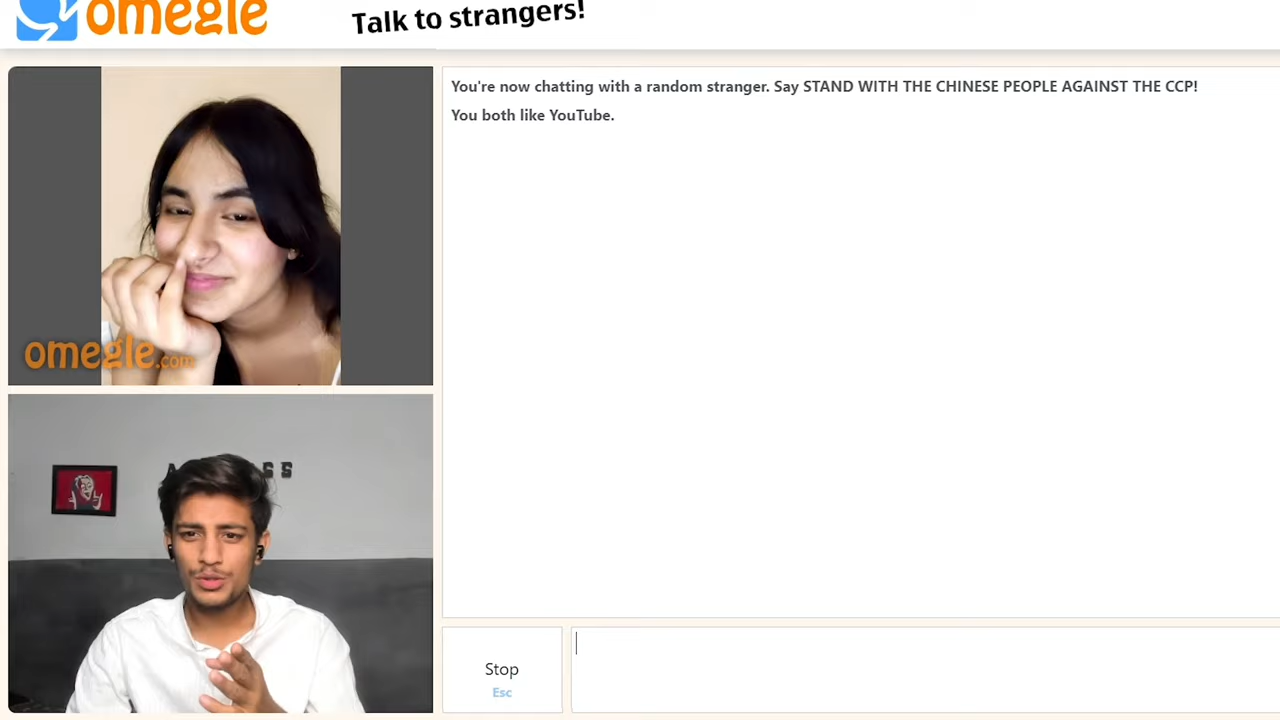 omegle
Talk to strangers!
You're now chatting with a random stranger. Say STAND WITH THE CHINESE PEOPLE AGAINST THE CCP!
You both like YouTube.
omegle.com
Stop
Esc